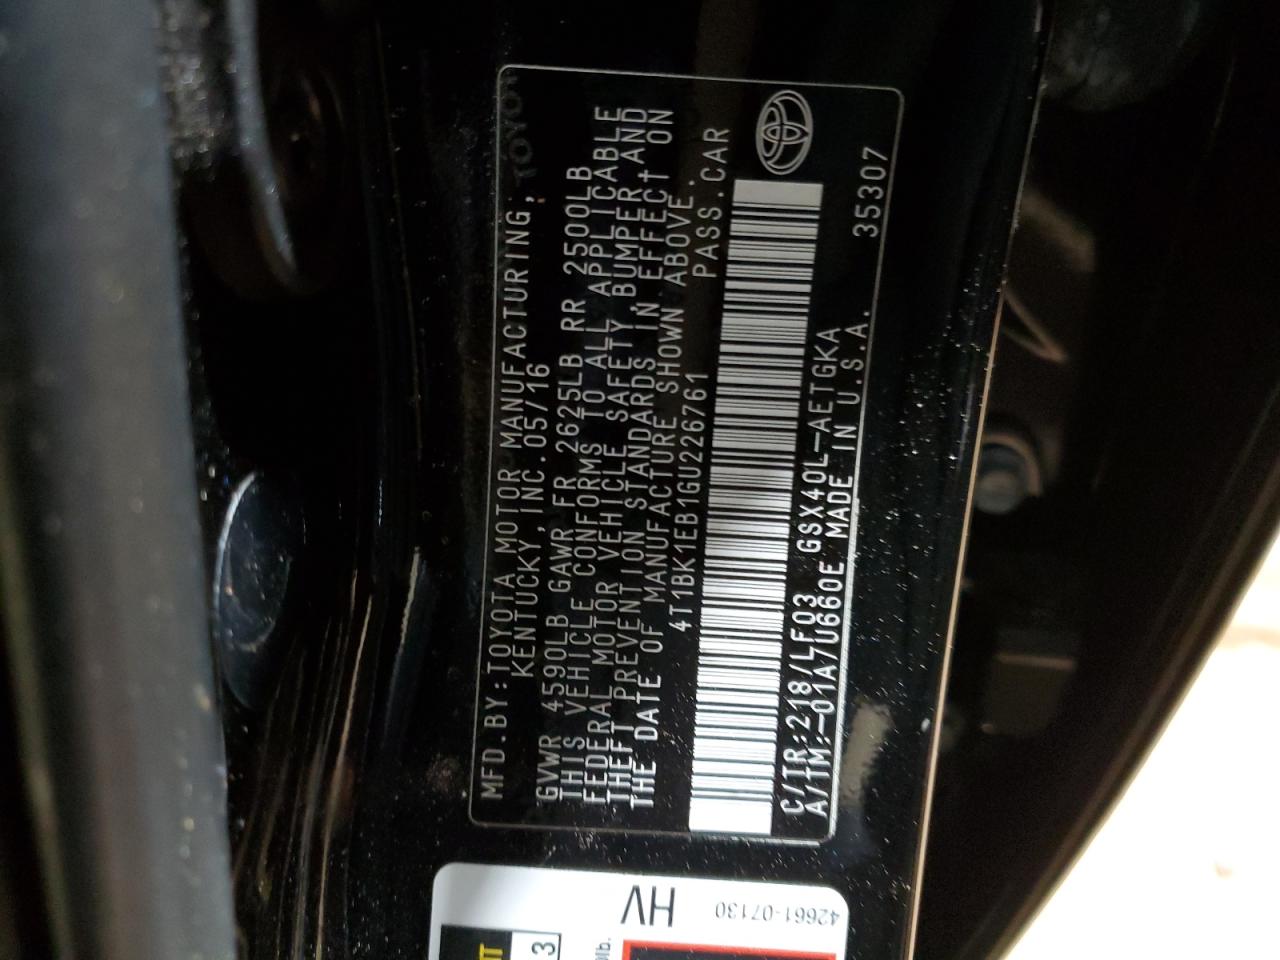 MFD.BY:TOYOTA MOTOR MANUFACTURING,
KENTUCKY,INC.05/16
GVWR 4590LB GAWR FR 2625LB RR 2500LB
THIS VEHICLE CONFORMS TO ALL APPLICABLE
FEDERAL MOTOR VEHICLE SAFETY, BUMPER,AND
THEFT PREVENTION STANDARDS IN EFFECT ON
THE DATE OF MANUFACTURE SHOWN ABOVE.
4T1BK1EB1GU226761 PASS.CAR
C/TR:218/LF03 GSX40L-AETGKA
A/TM:-01A/U660E MADE IN U.S.A.
35307
HV
42661-07130
3
lb.